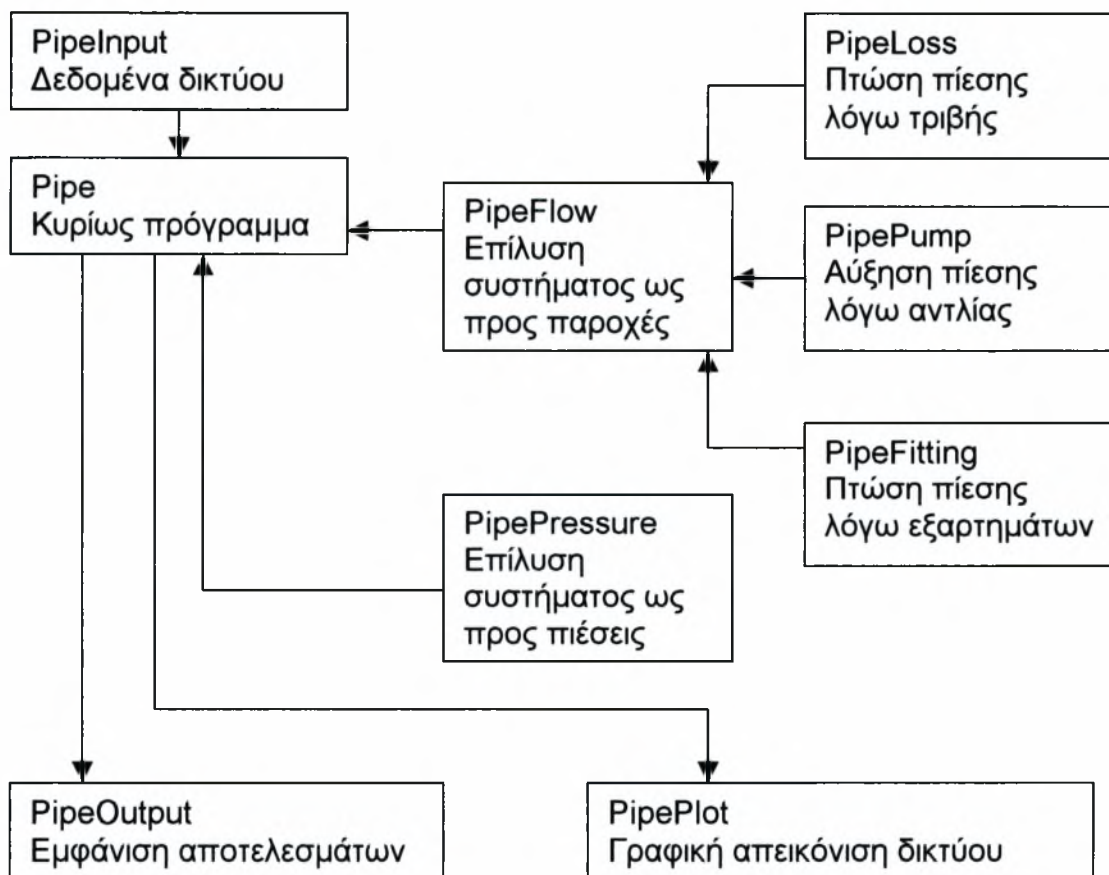 PipeInput
Δεδομένα δικτύου
Pipe
Κυρίως πρόγραμμα
PipeFlow
Επίλυση
συστήματος ως
προς παροχές
PipeLoss
Πτώση πίεσης
λόγω τριβής
PipePump
Αύξηση πίεσης
λόγω αντλίας
PipeFitting
Πτώση πίεσης
λόγω εξαρτημάτων
PipePressure
Επίλυση
συστήματος ως
προς πιέσεις
PipeOutput
Εμφάνιση αποτελεσμάτων
PipePlot
Γραφική απεικόνιση δικτύου